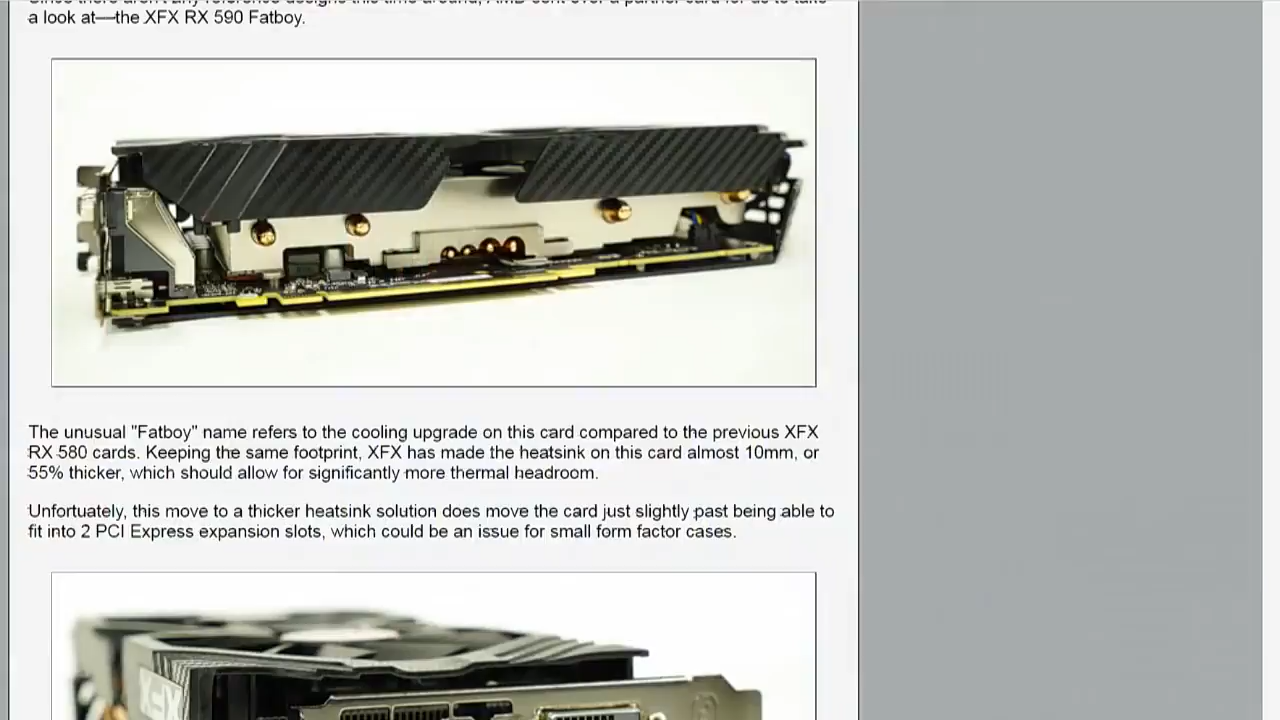 a look at—the XFX RX 590 Fatboy.
The unusual "Fatboy" name refers to the cooling upgrade on this card compared to the previous XFX
RX 580 cards. Keeping the same footprint, XFX has made the heatsink on this card almost 10mm, or
55% thicker, which should allow for significantly more thermal headroom.
Unfortuately, this move to a thicker heatsink solution does move the card just slightly past being able to
fit into 2 PCI Express expansion slots, which could be an issue for small form factor cases.